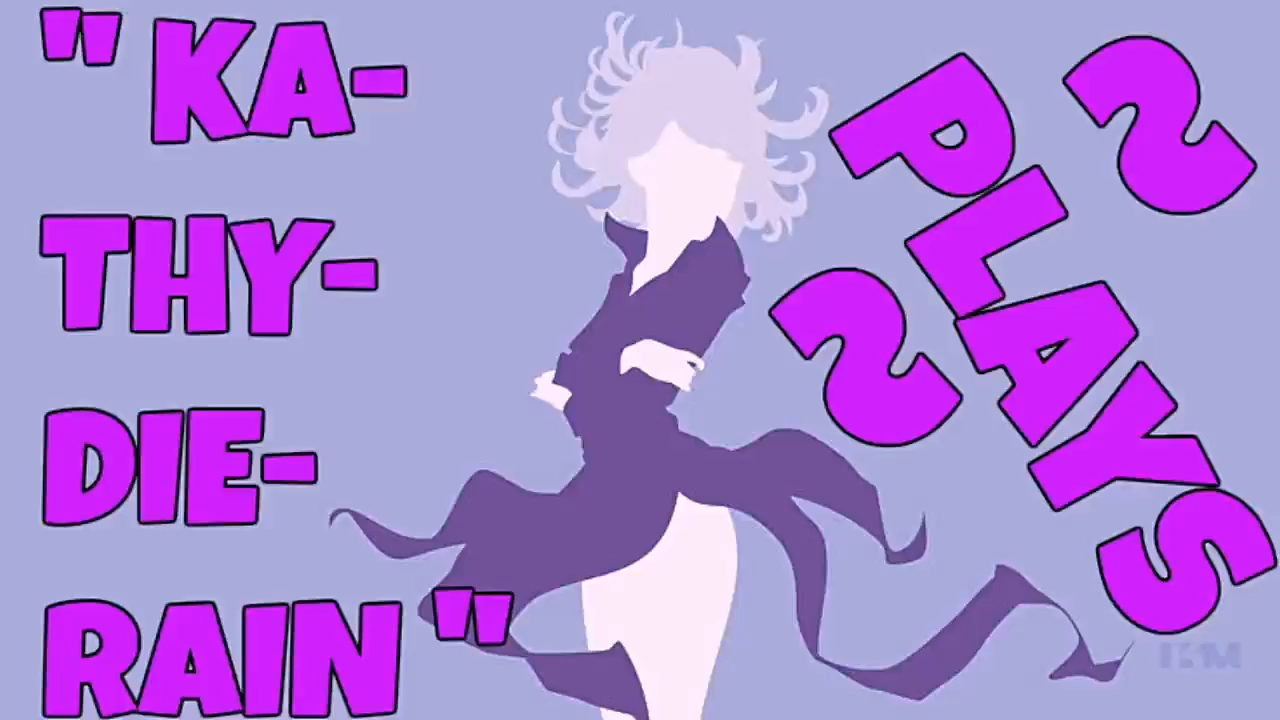 " KA-
THY-
DIE-
RAIN "
~ PLAYS ~